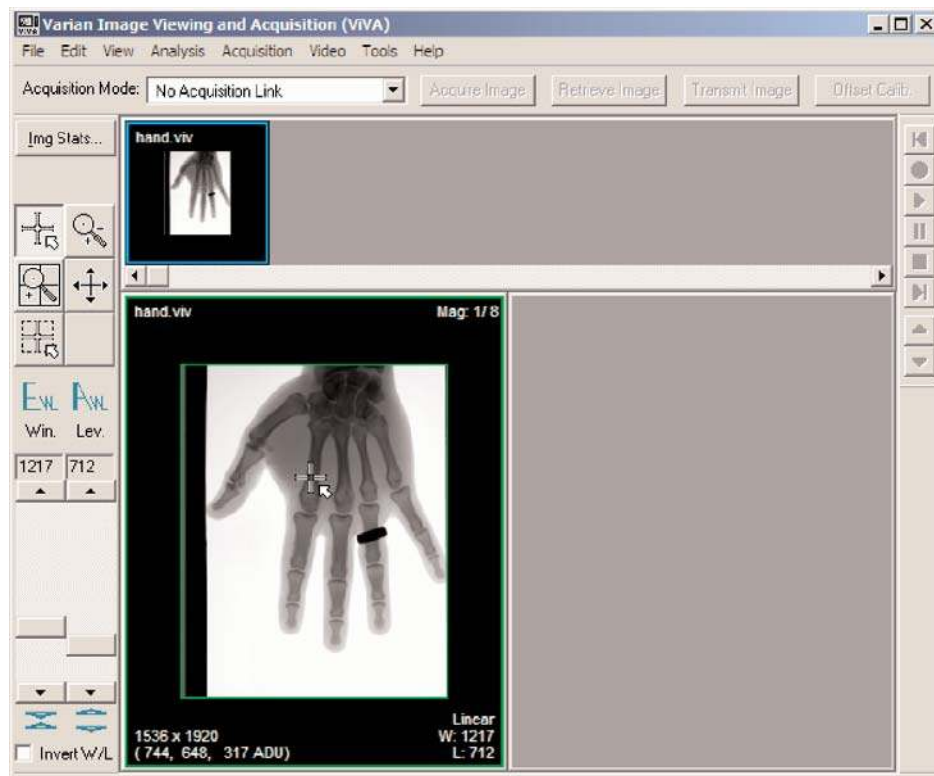 Varian Image Viewing and Acquisition (ViVA)
File Edit View Analysis Acquisition Video Tools Help
Acquisition Mode: No Acquisition Link Acquire Image Retrieve Image Transmit Image Offset Calib.
Img Stats...
hand.viv
hand.viv Mag: 1/8
EWL AWL
Win. Lev.
1217 712
Linear
1536 x 1920 W: 1217
(744, 648, 317 ADU) L: 712
Invert W/L